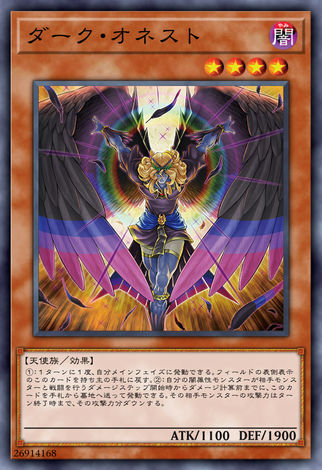 ダーク・オネスト
やみ
闇
【天使族／効果】
①：１ターンに１度、自分メインフェイズに発動できる。フィールドの表側表示
のこのカードを持ち主の手札に戻す。②：自分の闇属性モンスターが相手モンス
ターと戦闘を行うダメージステップ開始時からダメージ計算前までに、このカー
ドを手札から墓地へ送って発動できる。その相手モンスターの攻撃力はター
ン終了時まで、その攻撃力分ダウンする。
ATK/1100 DEF/1900
26914168